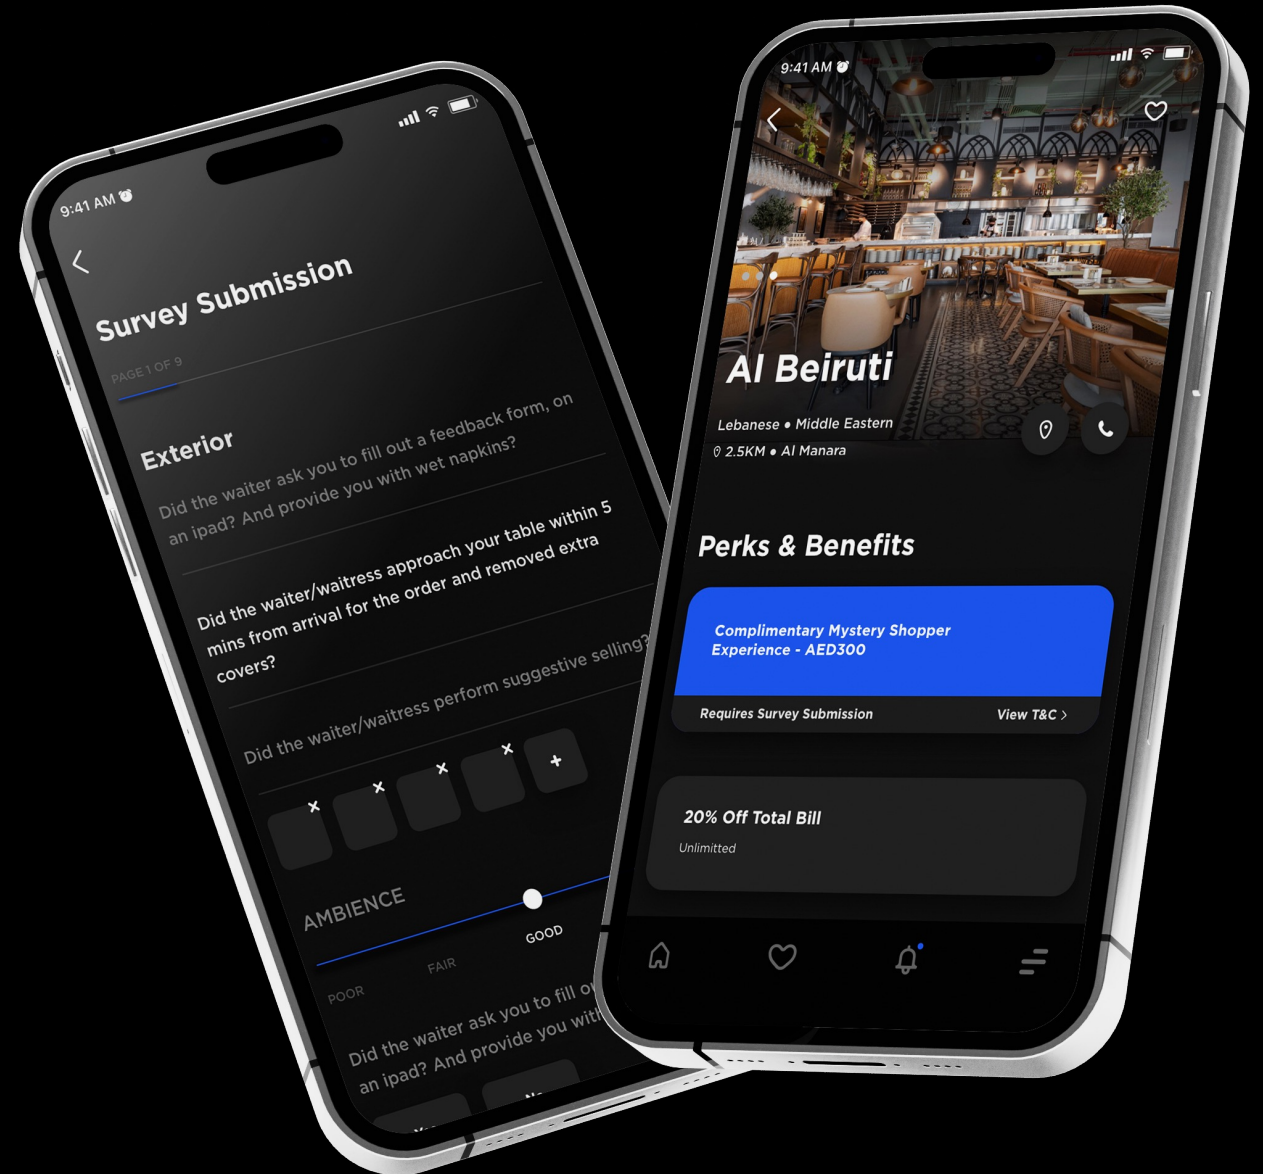 9:41 AM
Survey Submission
PAGE 1 OF 9
Exterior
Did the waiter ask you to fill out a feedback form, on
an ipad? And provide you with wet napkins?
Did the waiter/waitress approach your table within 5
mins from arrival for the order and removed extra
covers?
Did the waiter/waitress perform suggestive selling?
AMBIENCE
POOR
FAIR
GOOD
Did the waiter ask you to fill
an ipad? And provide you
9:41 AM
Al Beiruti
Lebanese • Middle Eastern
2.5KM • Al Manara
Perks & Benefits
Complimentary Mystery Shopper
Experience - AED300
Requires Survey Submission
View T&C >
20% Off Total Bill
Unlimitted